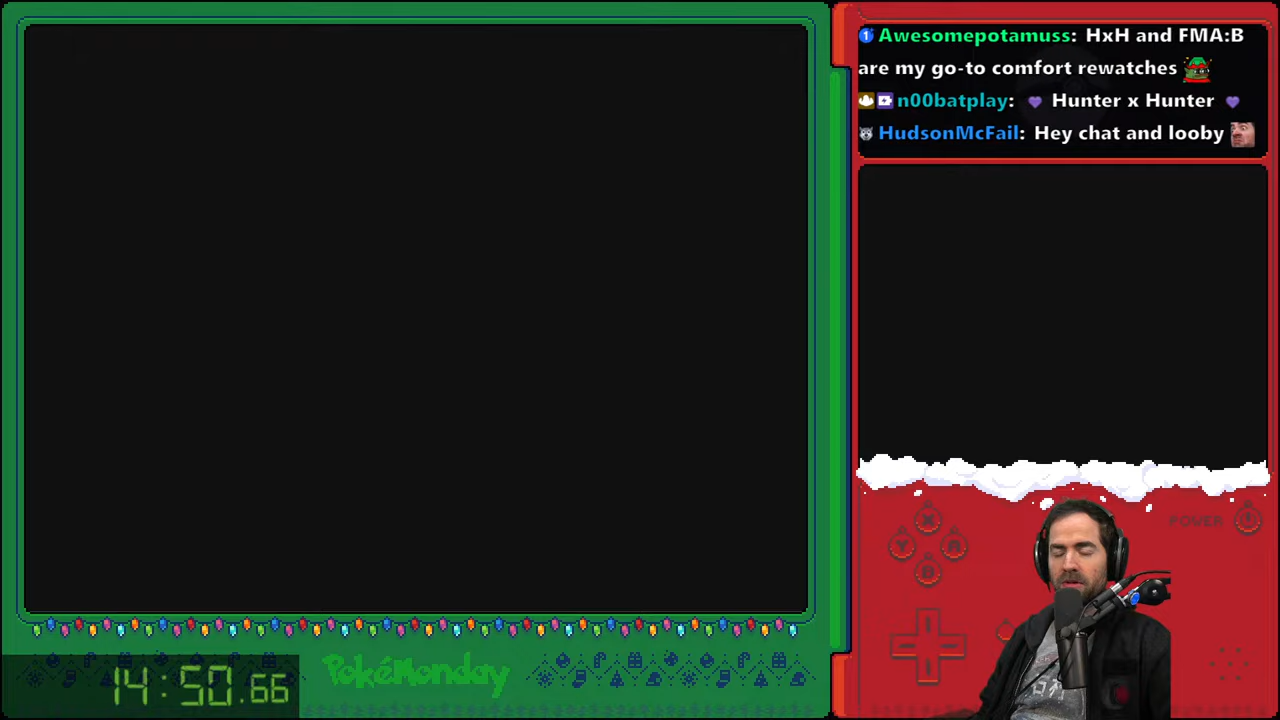 Awesomepotamuss: HxH and FMA:B
are my go-to comfort rewatches
n00batplay: Hunter x Hunter
HudsonMcFail: Hey chat and looby
X
POWER
Y
A
B
PokéMonday
14:50.66